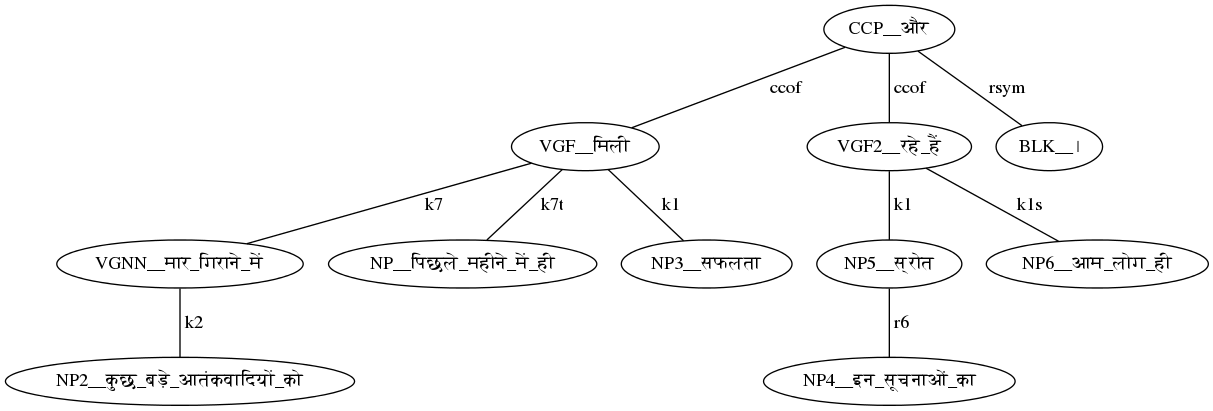 CCP__और
ccof
ccof
rsym
VGF__मिली
VGF2__रहे_हैं
BLK__।
k7
k7t
k1
k1
k1s
VGNN__मार_गिराने_में
NP__पिछले_महीने_में_ही
NP3__सफलता
NP5__स्रोत
NP6__आम_लोग_ही
k2
r6
NP2__कुछ_बड़े_आतंकवादियों_को
NP4__इन_सूचनाओं_का